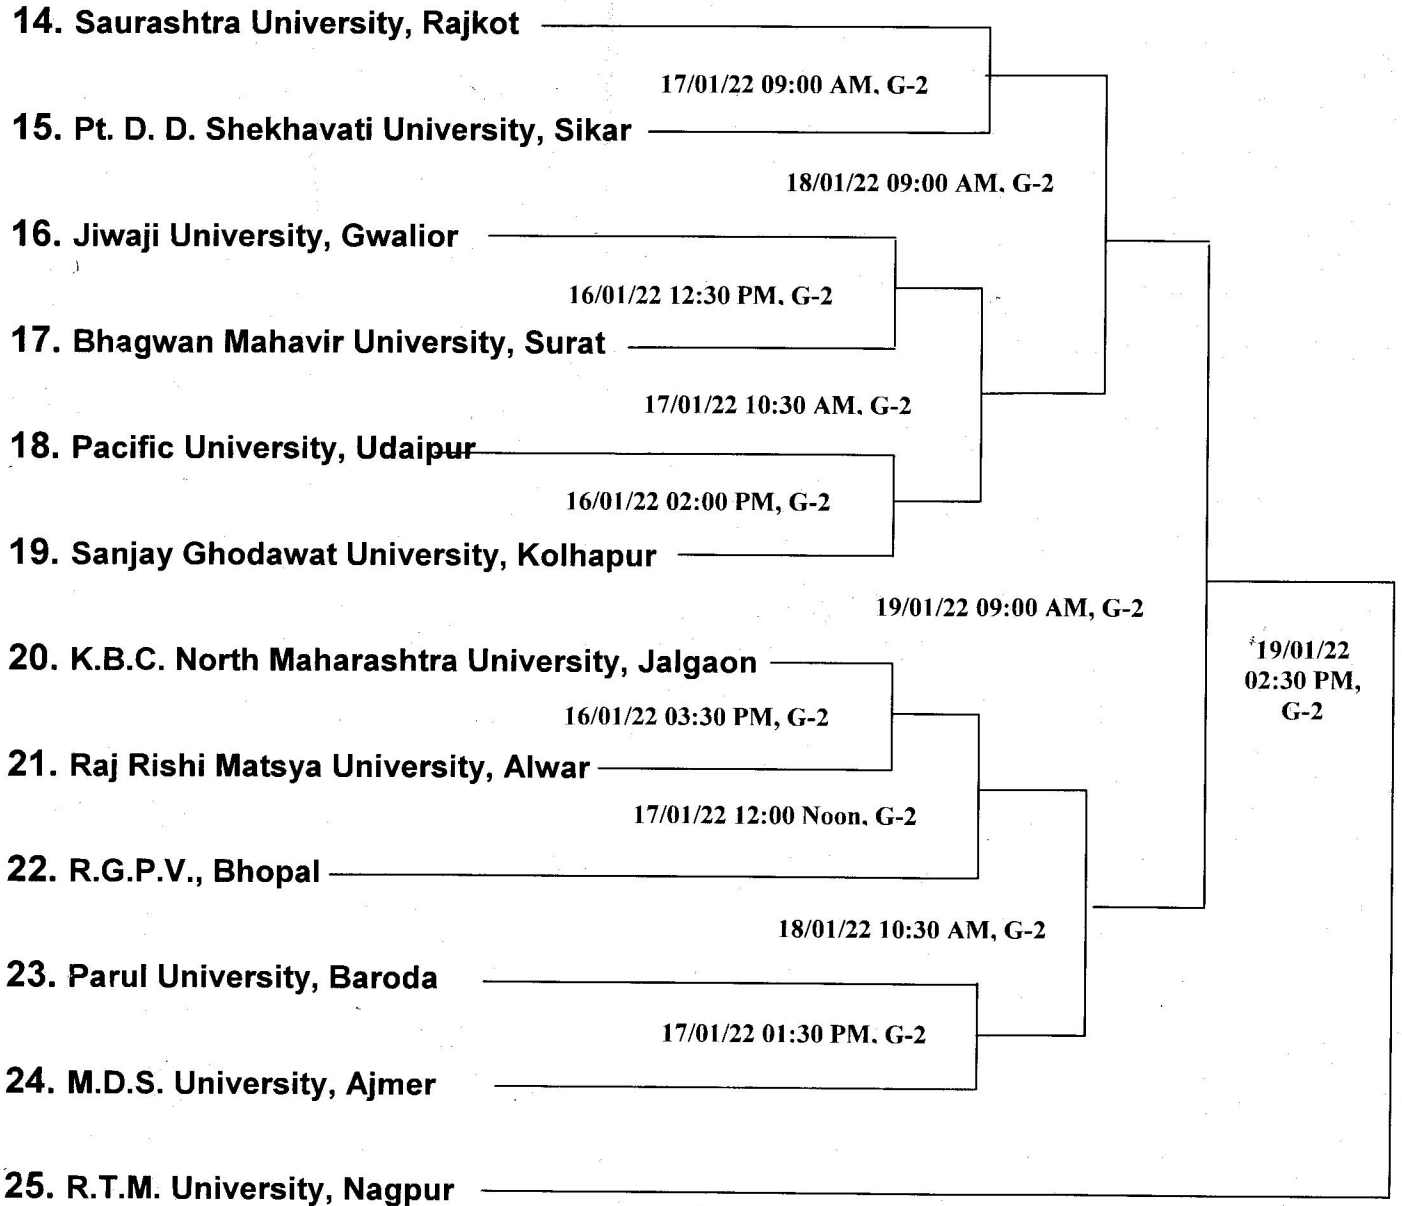 14. Saurashtra University, Rajkot
17/01/22 09:00 AM, G-2
15. Pt. D. D. Shekhavati University, Sikar
18/01/22 09:00 AM, G-2
16. Jiwaji University, Gwalior
16/01/22 12:30 PM, G-2
17. Bhagwan Mahavir University, Surat
17/01/22 10:30 AM, G-2
18. Pacific University, Udaipur
16/01/22 02:00 PM, G-2
19. Sanjay Ghodawat University, Kolhapur
19/01/22 09:00 AM, G-2
19/01/22
02:30 PM,
G-2
20. K.B.C. North Maharashtra University, Jalgaon
16/01/22 03:30 PM, G-2
21. Raj Rishi Matsya University, Alwar
17/01/22 12:00 Noon, G-2
22. R.G.P.V., Bhopal
18/01/22 10:30 AM, G-2
23. Parul University, Baroda
17/01/22 01:30 PM, G-2
24. M.D.S. University, Ajmer
25. R.T.M. University, Nagpur